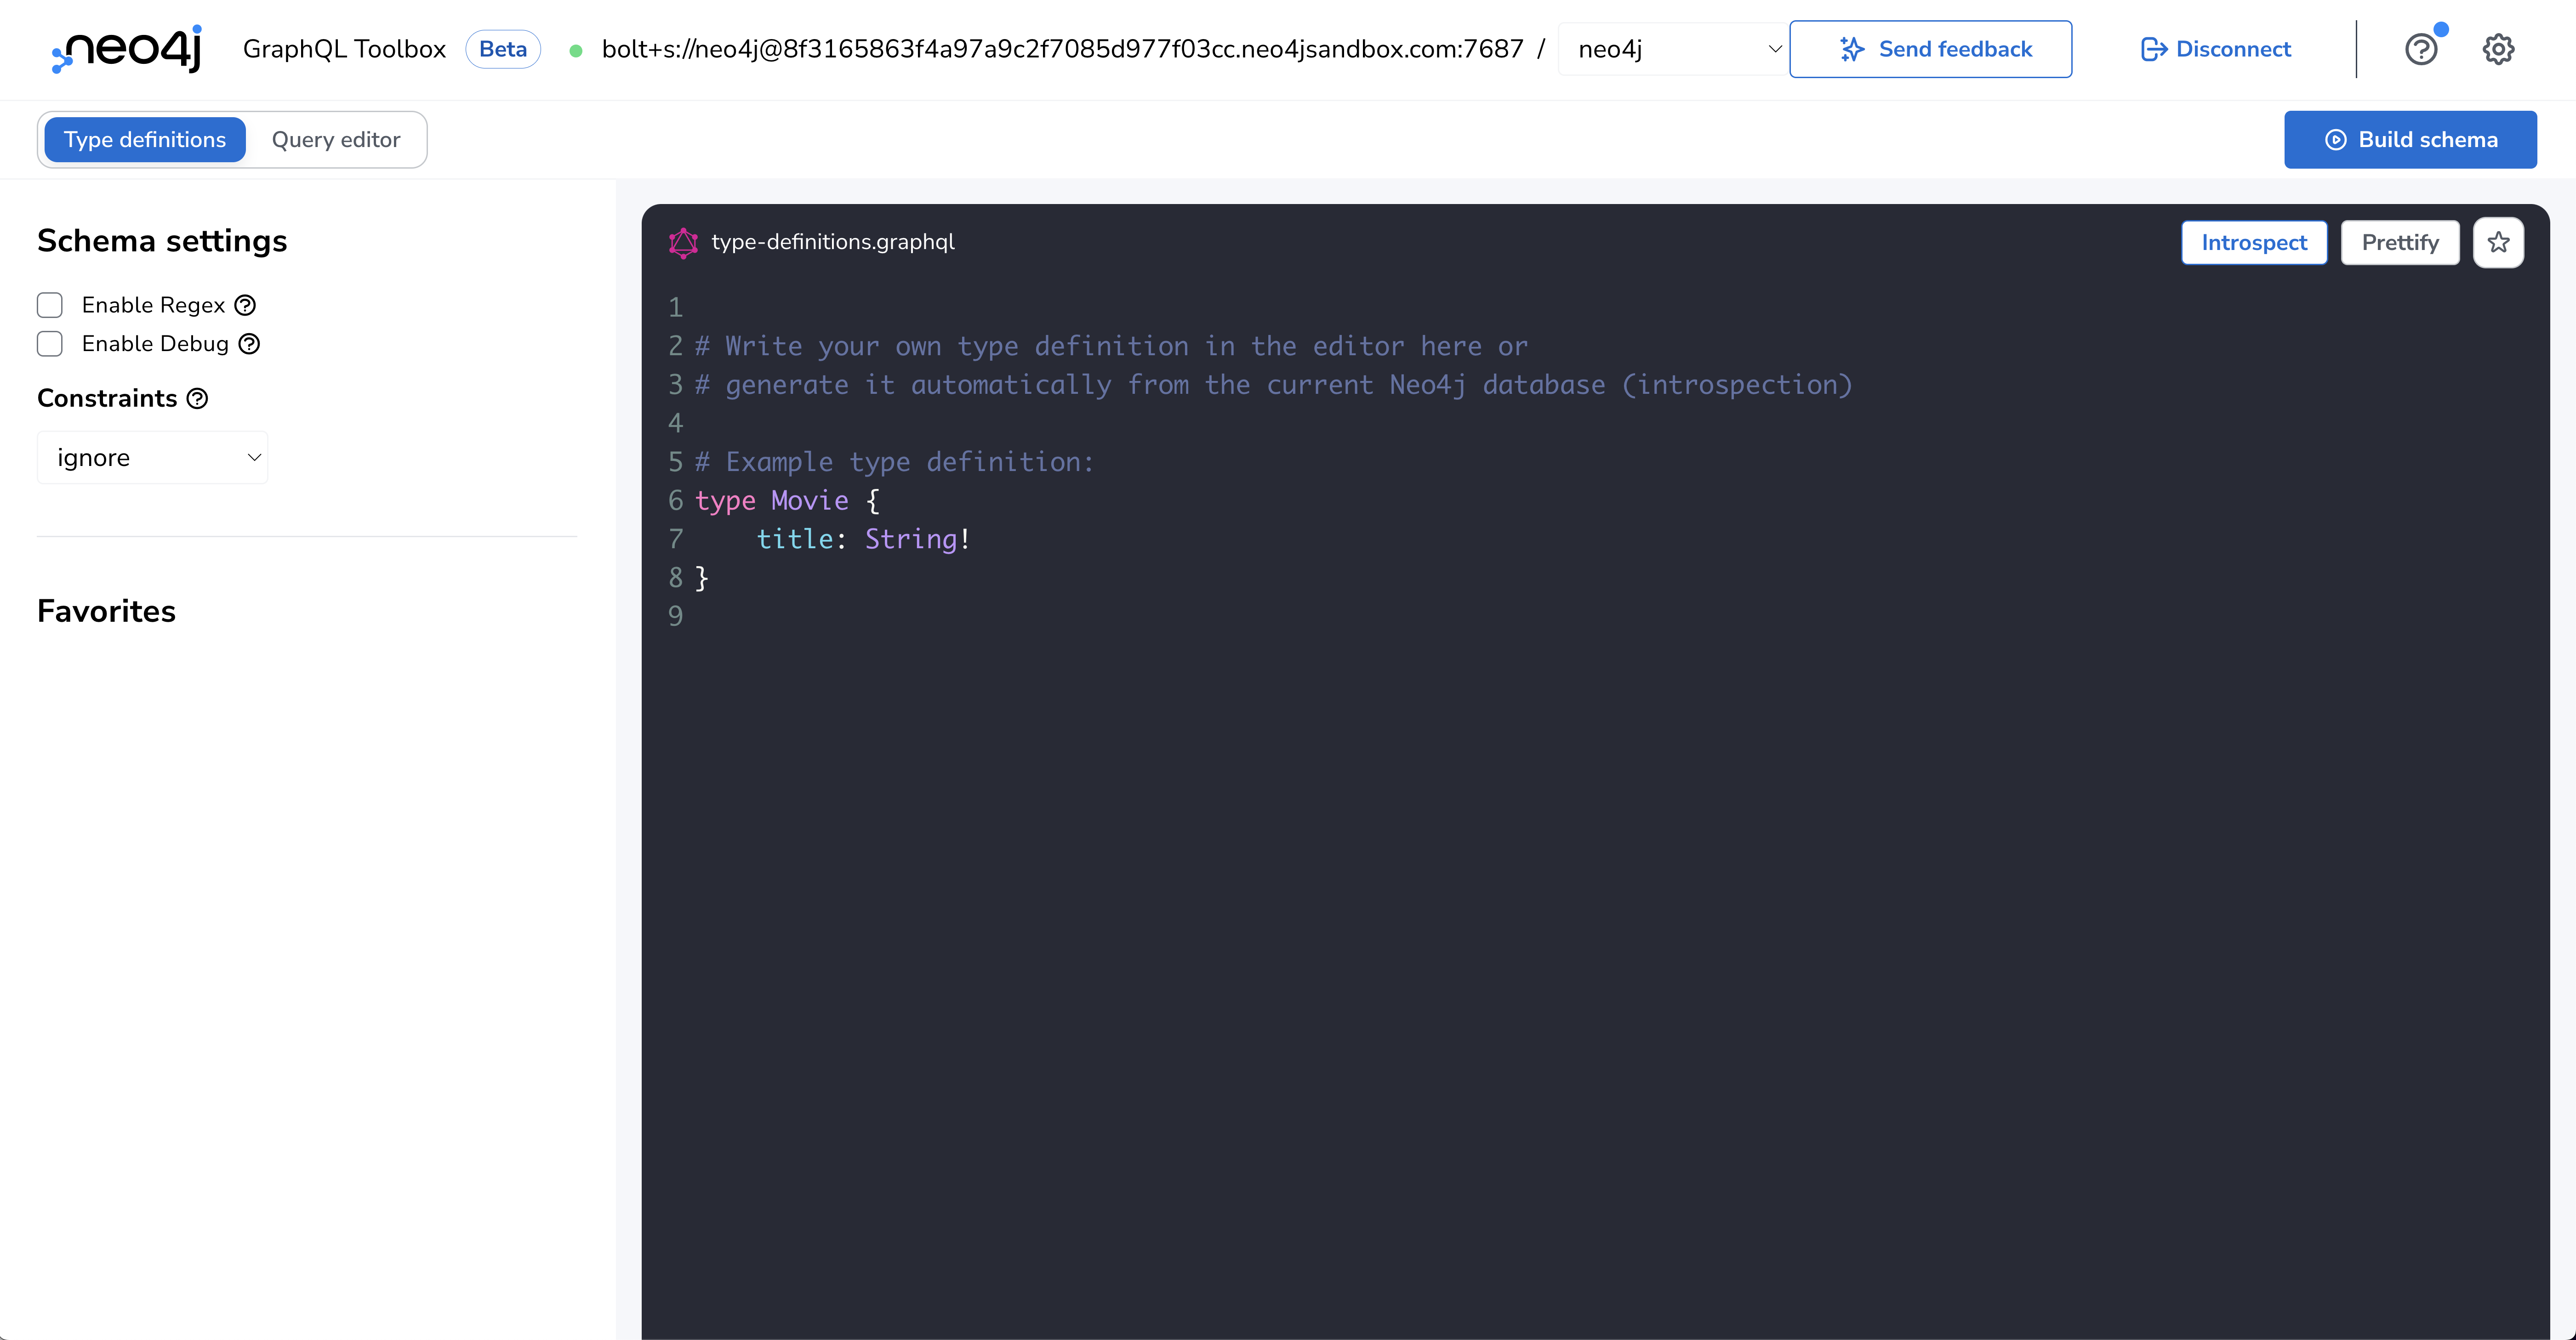 neo4j GraphQL Toolbox Beta bolt+s://neo4j@8f3165863f4a97a9c2f7085d977f03cc.neo4jsandbox.com:7687 / neo4j Send feedback Disconnect
Type definitions Query editor Build schema
Schema settings
Enable Regex
Enable Debug
Constraints
ignore
Favorites
type-definitions.graphql Introspect Prettify
1
2 # Write your own type definition in the editor here or
3 # generate it automatically from the current Neo4j database (introspection)
4
5 # Example type definition:
6 type Movie {
7     title: String!
8 }
9